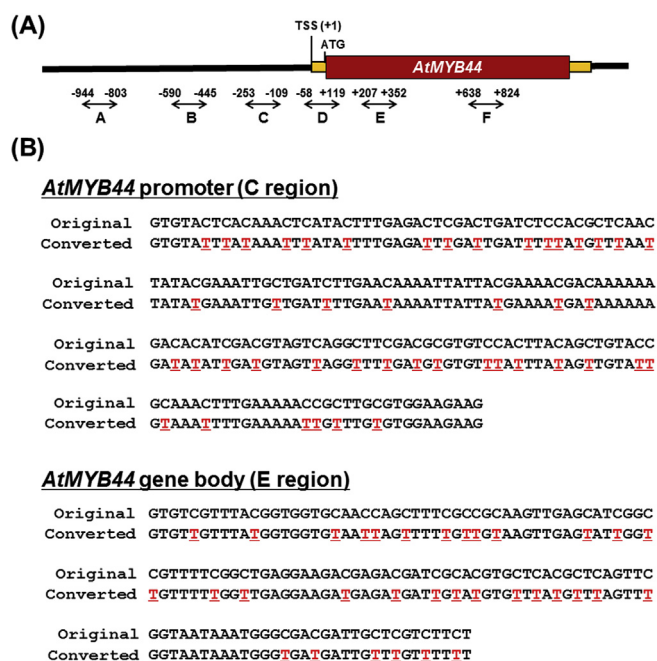 (A)
TSS (+1)
ATG
AtMYB44
-944 -803 -590 -445 -253 -109 -58 +119 +207 +352 +638 +824
A B C D E F
(B)
AtMYB44 promoter (C region)
Original GTGTACTCACAAACTCATACTTTGAGACTCGACTGATCTCCACGCTCAAC
Converted GTGTATTTATAAATTTATATTTTGAGATTTGATTGATTTTTATGTTTAAT
Original TATACGAAATTGCTGATCTTGAACAAAATTATTACGAAAACGACAAAAAA
Converted TATATGAAATTGTTGATTTTGAATAAAATTATTATGAAAATGATAAAAAA
Original GACACATCGACGTAGTCAGGCTTCGACGCGTGTCCACTTACAGCTGTACC
Converted GATATATTGATGTAGTTAGGTTTTGATGTGTGTTTATTTATAGTTGTATT
Original GCAAACTTTGAAAAACCGCTTGCGTGGAAGAAG
Converted GTAAATTTTGAAAAATTGTTTGTGTGGAAGAAG
AtMYB44 gene body (E region)
Original GTGTCGTTTACGGTGGTGCAACCAGCTTTCGCCGCAAGTTGAGCATCGGC
Converted GTGTTGTTTATGGTGGTGTAATTAGTTTTTGTTGTAAGTTGAGTATTGGT
Original CGTTTTCGGCTGAGGAAGACGAGACGATCGCACGTGCTCACGCTCAGTTC
Converted TGTTTTTGGTTGAGGAAGATGAGATGATTGTATGTGTTTATGTTTAGTTT
Original GGTAATAAATGGGCGACGATTGCTCGTCTTCT
Converted GGTAATAAATGGGTGATGATTGTTTGTTTTTT